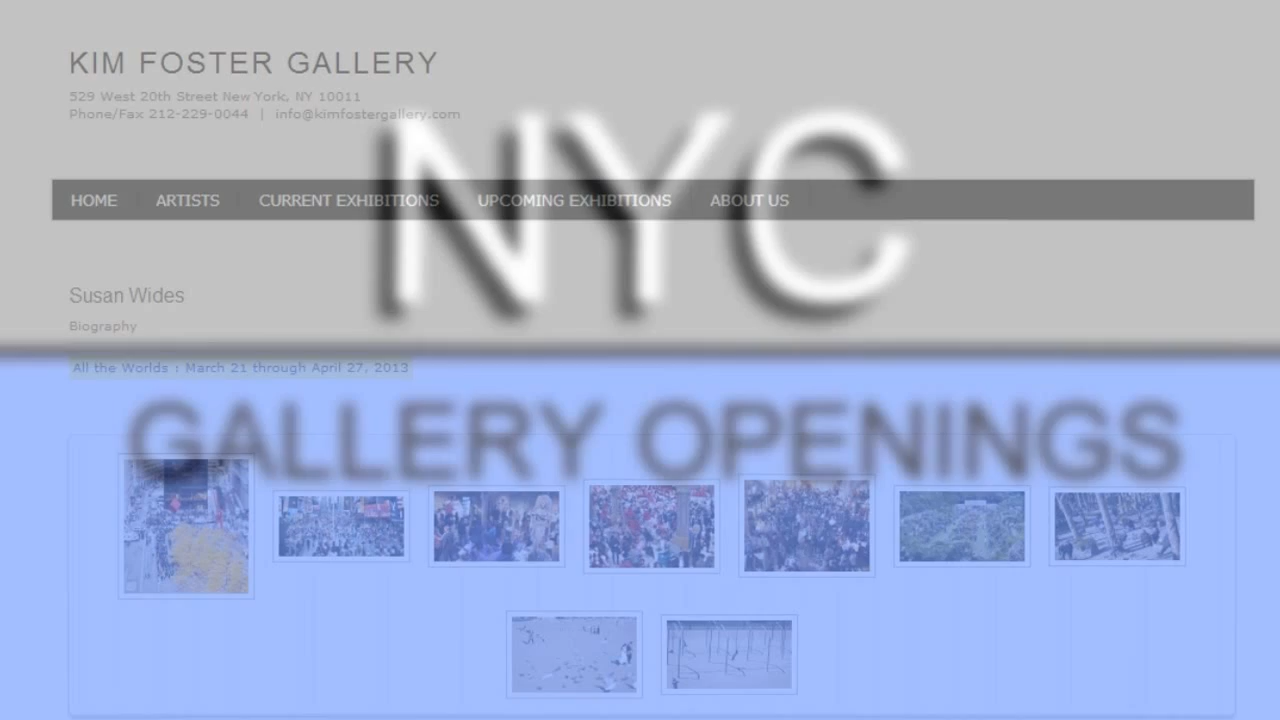 KIM FOSTER GALLERY
529 West 20th Street New York, NY 10011
Phone/Fax 212-229-0044 | info@kimfostergallery.com
NYC
HOME ARTISTS CURRENT EXHIBITIONS UPCOMING EXHIBITIONS ABOUT US
Susan Wides
Biography
All the Worlds : March 21 through April 27, 2013
GALLERY OPENINGS